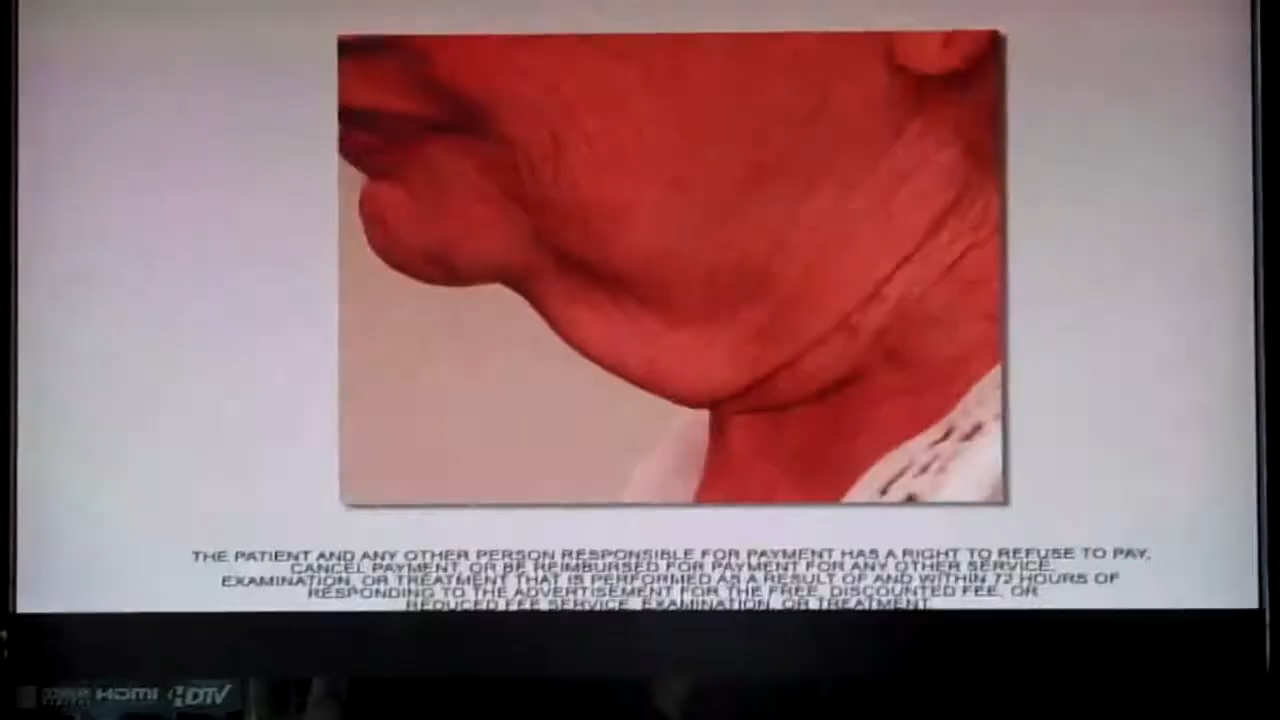 THE PATIENT AND ANY OTHER PERSON RESPONSIBLE FOR PAYMENT HAS A RIGHT TO REFUSE TO PAY,
CANCEL PAYMENT, OR BE REIMBURSED FOR PAYMENT FOR ANY OTHER SERVICE,
EXAMINATION, OR TREATMENT THAT IS PERFORMED AS A RESULT OF AND WITHIN 72 HOURS OF
RESPONDING TO THE ADVERTISEMENT FOR THE FREE, DISCOUNTED FEE, OR
REDUCED FEE SERVICE, EXAMINATION, OR TREATMENT
HDMI HDTV